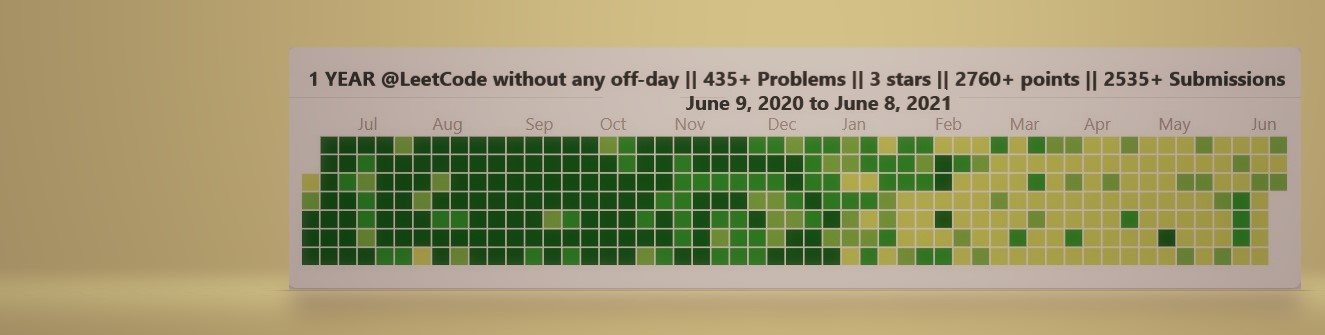 1 YEAR @LeetCode without any off-day || 435+ Problems || 3 stars || 2760+ points || 2535+ Submissions
June 9, 2020 to June 8, 2021
Jul Aug Sep Oct Nov Dec Jan Feb Mar Apr May Jun